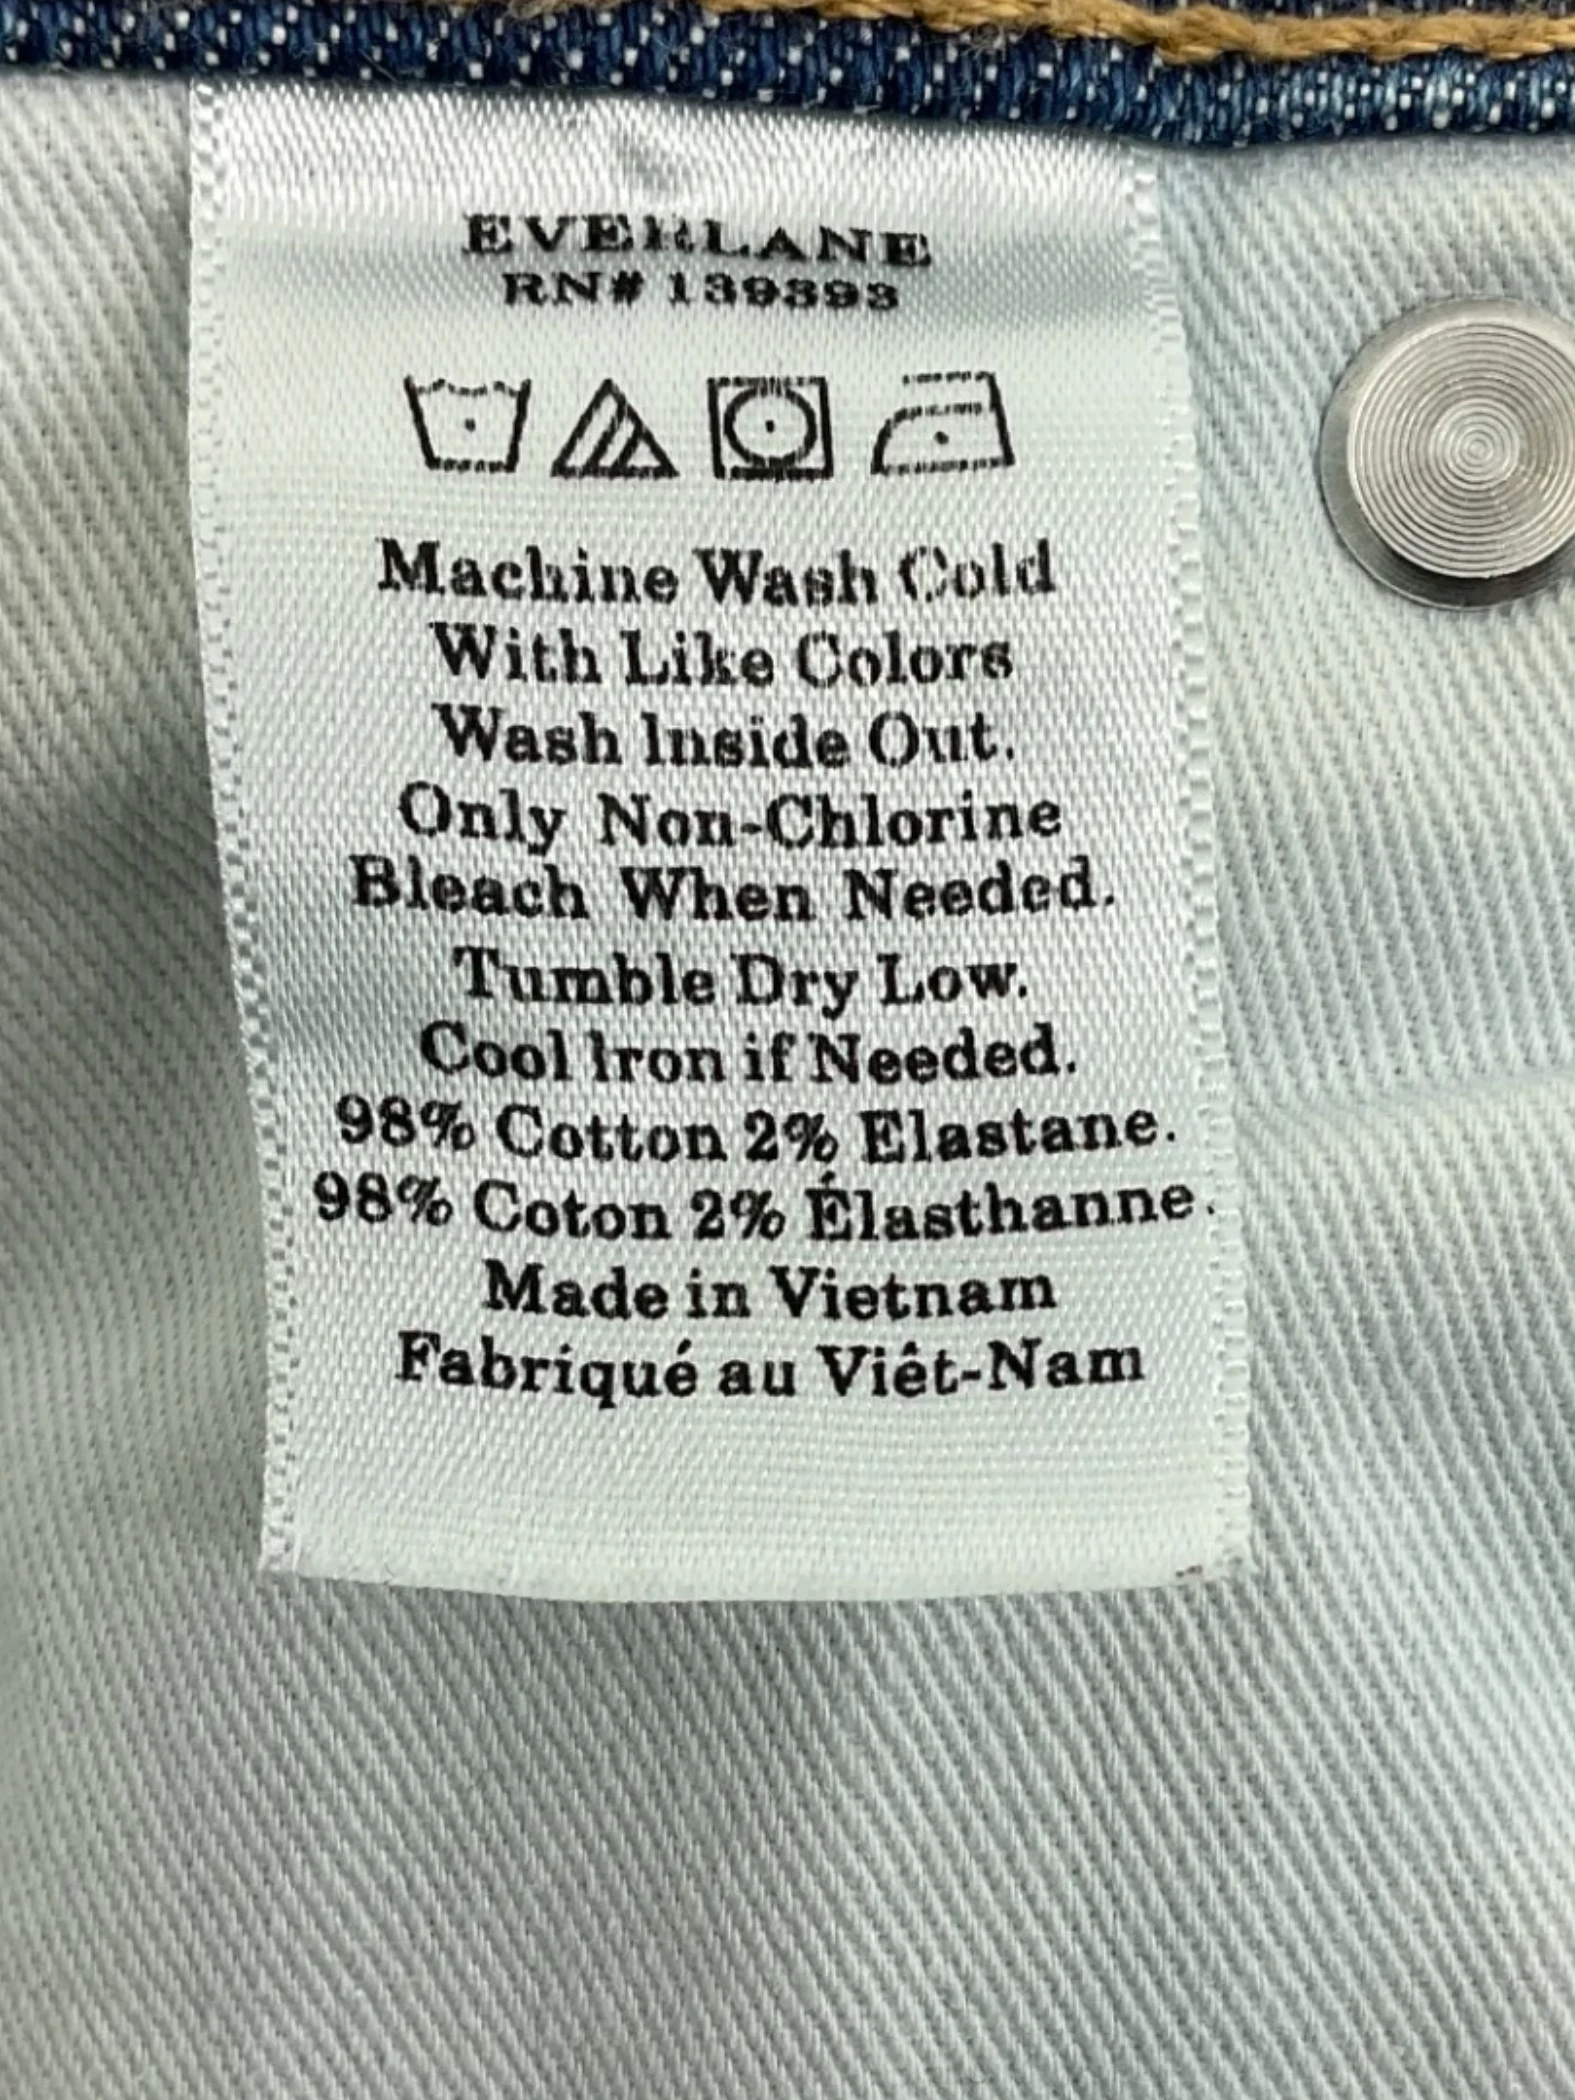 EVERLANE
RN# 139393
Machine Wash Cold
With Like Colors
Wash Inside Out.
Only Non-Chlorine
Bleach When Needed.
Tumble Dry Low.
Cool Iron if Needed.
98% Cotton 2% Elastane.
98% Coton 2% Élasthanne.
Made in Vietnam
Fabriqué au Viêt-Nam